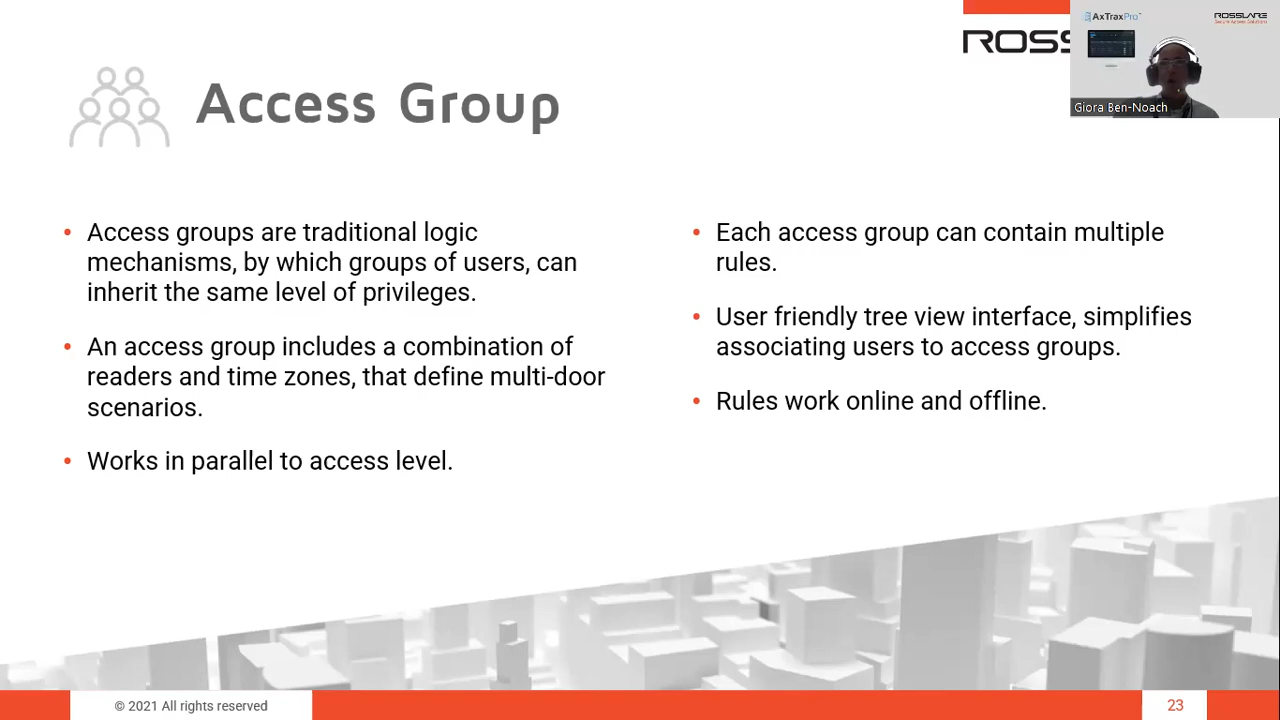 ROSS
AxTraxPro™
ROSSLARE
Giora Ben-Noach
Access Group
• Access groups are traditional logic
mechanisms, by which groups of users, can
inherit the same level of privileges.
• An access group includes a combination of
readers and time zones, that define multi-door
scenarios.
• Works in parallel to access level.
• Each access group can contain multiple
rules.
• User friendly tree view interface, simplifies
associating users to access groups.
• Rules work online and offline.
© 2021 All rights reserved
23